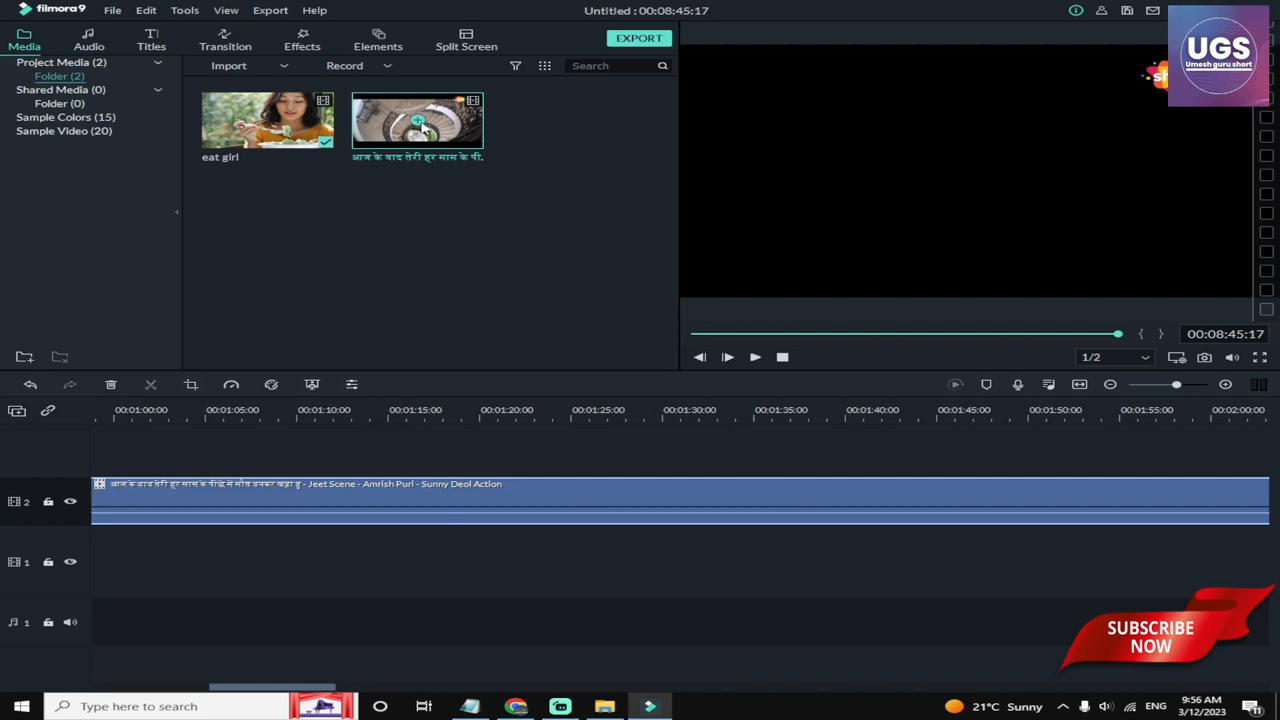 filmora9 File Edit Tools View Export Help Untitled : 00:08:45:17
Media Audio Titles Transition Effects Elements Split Screen EXPORT
UGS
Umesh guru short
Project Media (2)
Folder (2)
Shared Media (0)
Folder (0)
Sample Colors (15)
Sample Video (20)
Import Record Search
eat girl
आज के बाद तेरी हर सास के पी.
00:08:45:17
1/2
00:01:00:00 00:01:05:00 00:01:10:00 00:01:15:00 00:01:20:00 00:01:25:00 00:01:30:00 00:01:35:00 00:01:40:00 00:01:45:00 00:01:50:00 00:01:55:00 00:02:00:00
आज के बाद तेरी हर सास के पीछे में मौत बनकर खड़ा हु - Jeet Scene - Amrish Puri - Sunny Deol Action
2
1
1
SUBSCRIBE
NOW
Type here to search
21°C Sunny
ENG
9:56 AM
3/12/2023
11